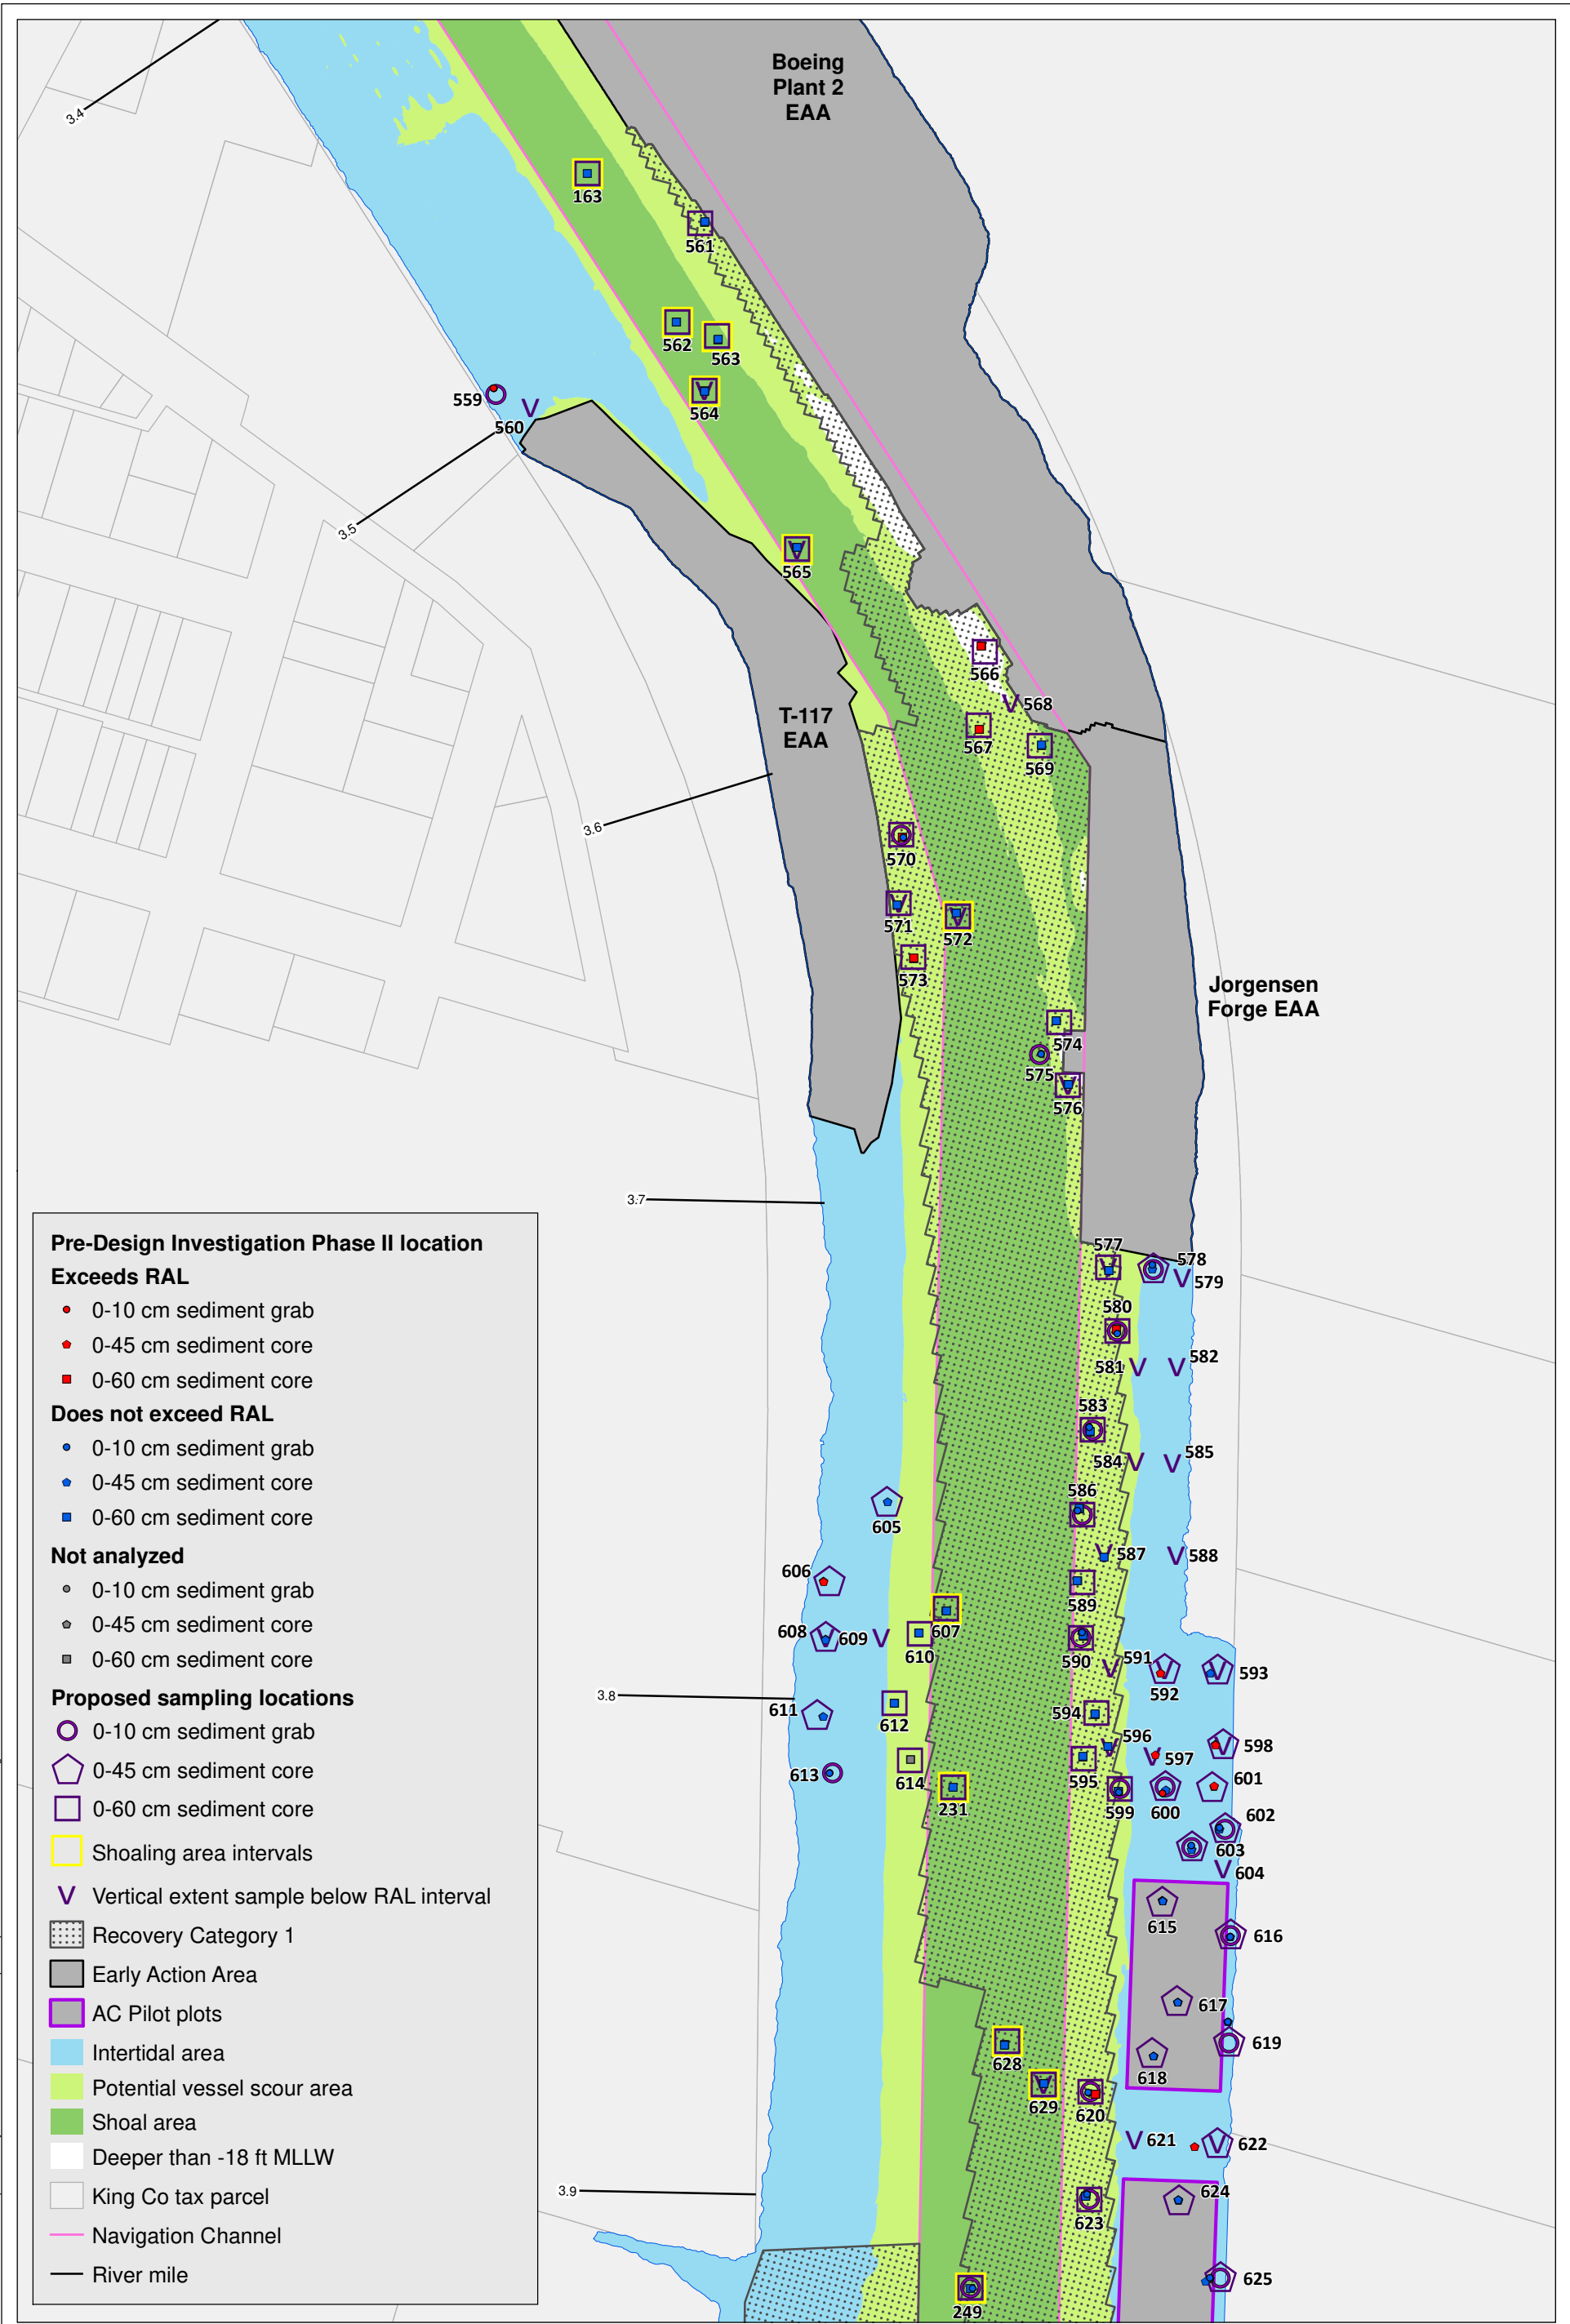 Boeing
Plant 2
EAA
3.4
163
561
562
563
559
564
560
3.5
565
566
568
T-117
EAA
567
569
3.6
570
571
572
573
Jorgensen
Forge EAA
574
575
576
3.7
577
578
579
580
581
582
583
584
585
586
605
587
588
606
589
607
608
609
610
590
591
592
593
3.8
611
612
594
596
597
598
613
614
595
231
599
600
601
602
603
604
615
616
617
619
618
628
629
620
621
622
3.9
623
624
625
249
Pre-Design Investigation Phase II location
Exceeds RAL
0-10 cm sediment grab
0-45 cm sediment core
0-60 cm sediment core
Does not exceed RAL
0-10 cm sediment grab
0-45 cm sediment core
0-60 cm sediment core
Not analyzed
0-10 cm sediment grab
0-45 cm sediment core
0-60 cm sediment core
Proposed sampling locations
0-10 cm sediment grab
0-45 cm sediment core
0-60 cm sediment core
Shoaling area intervals
V Vertical extent sample below RAL interval
Recovery Category 1
Early Action Area
AC Pilot plots
Intertidal area
Potential vessel scour area
Shoal area
Deeper than -18 ft MLLW
King Co tax parcel
Navigation Channel
River mile